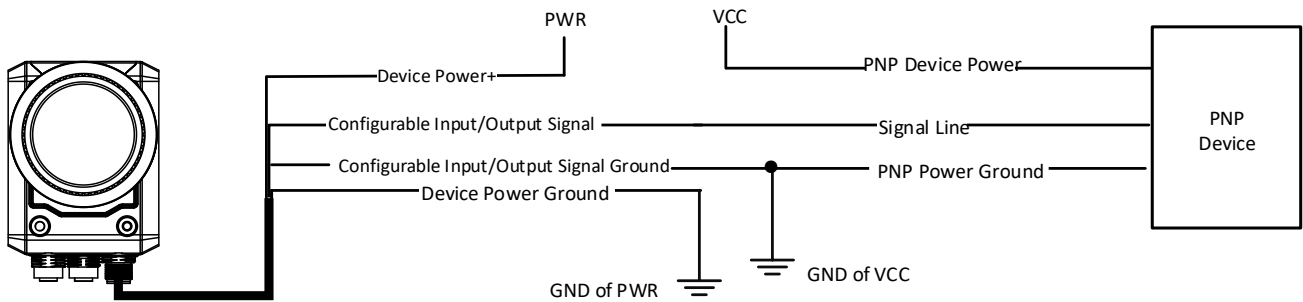 PWR
VCC
Device Power+
PNP Device Power
Configurable Input/Output Signal
Signal Line
PNP
Device
Configurable Input/Output Signal Ground
PNP Power Ground
Device Power Ground
GND of PWR
GND of VCC